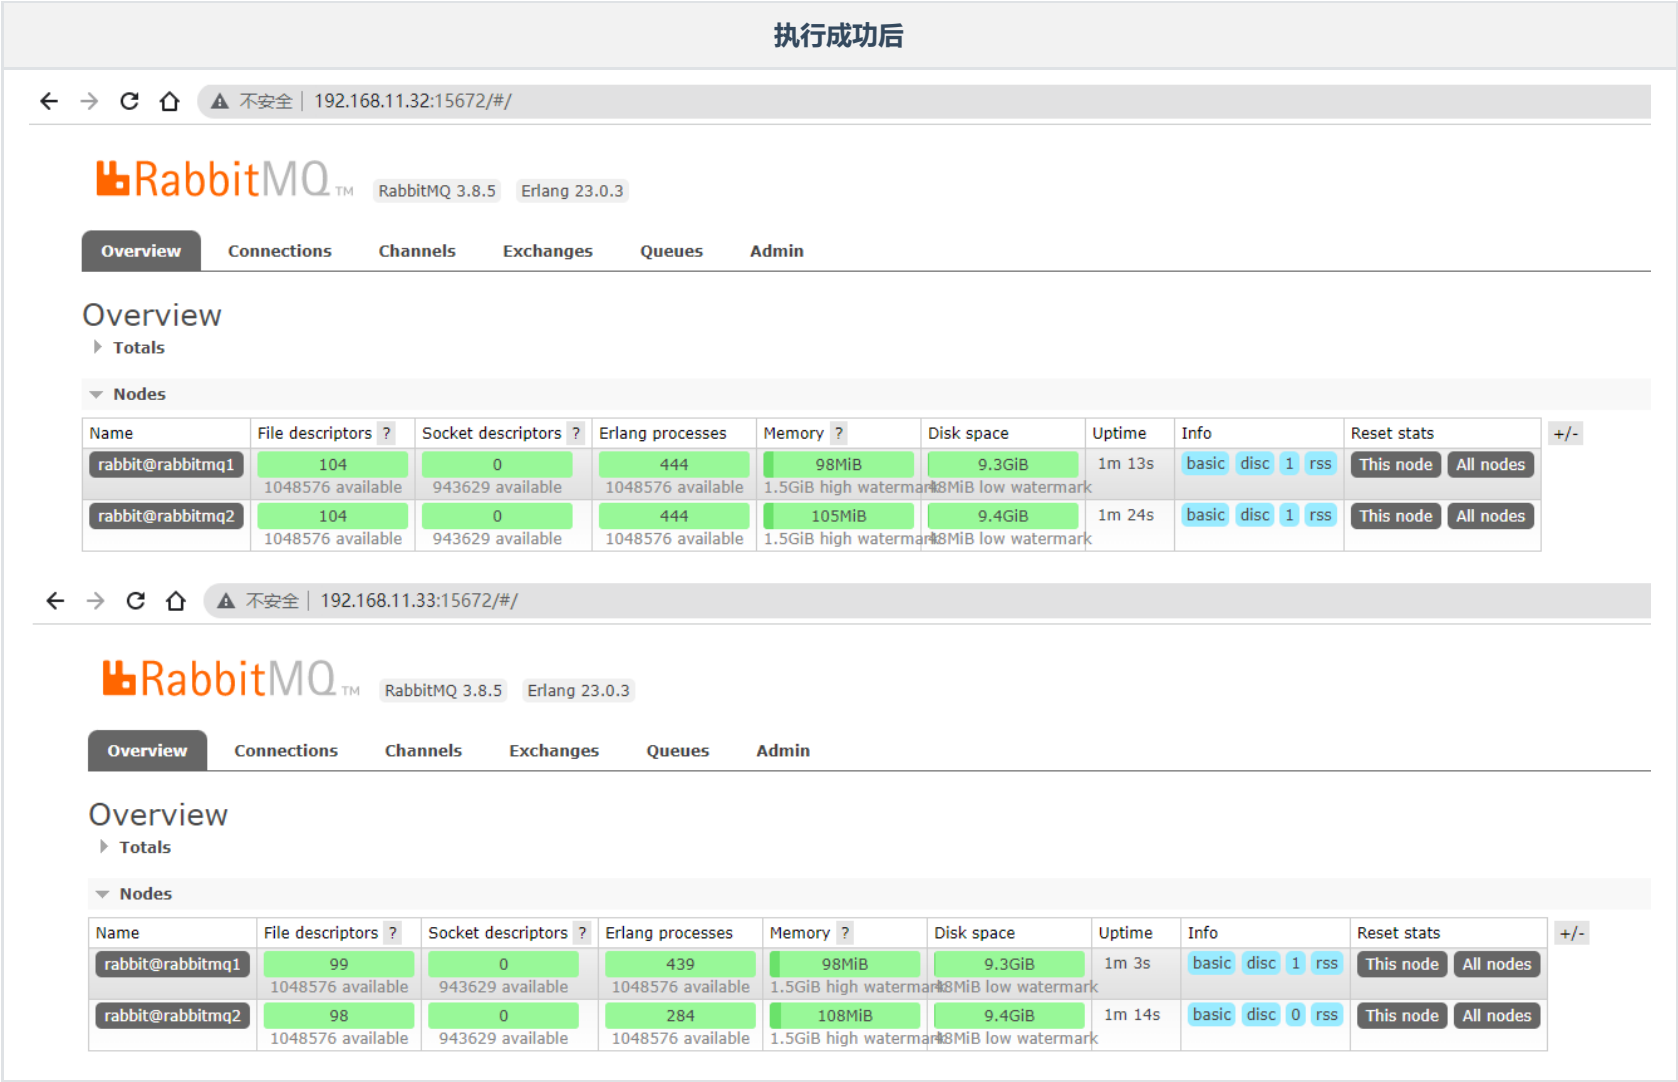 执行成功后
不安全 192.168.11.32:15672/#/
RabbitMQ TM RabbitMQ 3.8.5 Erlang 23.0.3
Overview Connections Channels Exchanges Queues Admin
Overview
Totals
Nodes
Name File descriptors ? Socket descriptors ? Erlang processes Memory ? Disk space Uptime Info Reset stats +/-
rabbit@rabbitmq1 104 0 444 98MiB 9.3GiB 1m 13s basic disc 1 rss This node All nodes
1048576 available 943629 available 1048576 available 1.5GiB high watermark 48MiB low watermark
rabbit@rabbitmq2 104 0 444 105MiB 9.4GiB 1m 24s basic disc 1 rss This node All nodes
1048576 available 943629 available 1048576 available 1.5GiB high watermark 48MiB low watermark
不安全 192.168.11.33:15672/#/
RabbitMQ TM RabbitMQ 3.8.5 Erlang 23.0.3
Overview Connections Channels Exchanges Queues Admin
Overview
Totals
Nodes
Name File descriptors ? Socket descriptors ? Erlang processes Memory ? Disk space Uptime Info Reset stats +/-
rabbit@rabbitmq1 99 0 439 98MiB 9.3GiB 1m 3s basic disc 1 rss This node All nodes
1048576 available 943629 available 1048576 available 1.5GiB high watermark 48MiB low watermark
rabbit@rabbitmq2 98 0 284 108MiB 9.4GiB 1m 14s basic disc 0 rss This node All nodes
1048576 available 943629 available 1048576 available 1.5GiB high watermark 48MiB low watermark